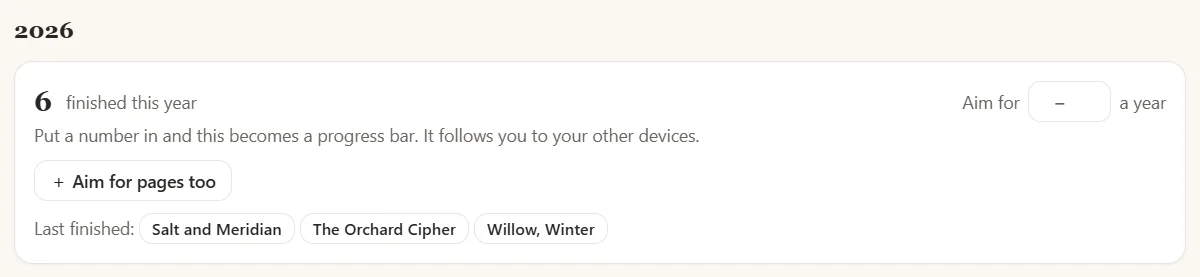 2026
6 finished this year Aim for – a year
Put a number in and this becomes a progress bar. It follows you to your other devices.
+ Aim for pages too
Last finished: Salt and Meridian The Orchard Cipher Willow, Winter